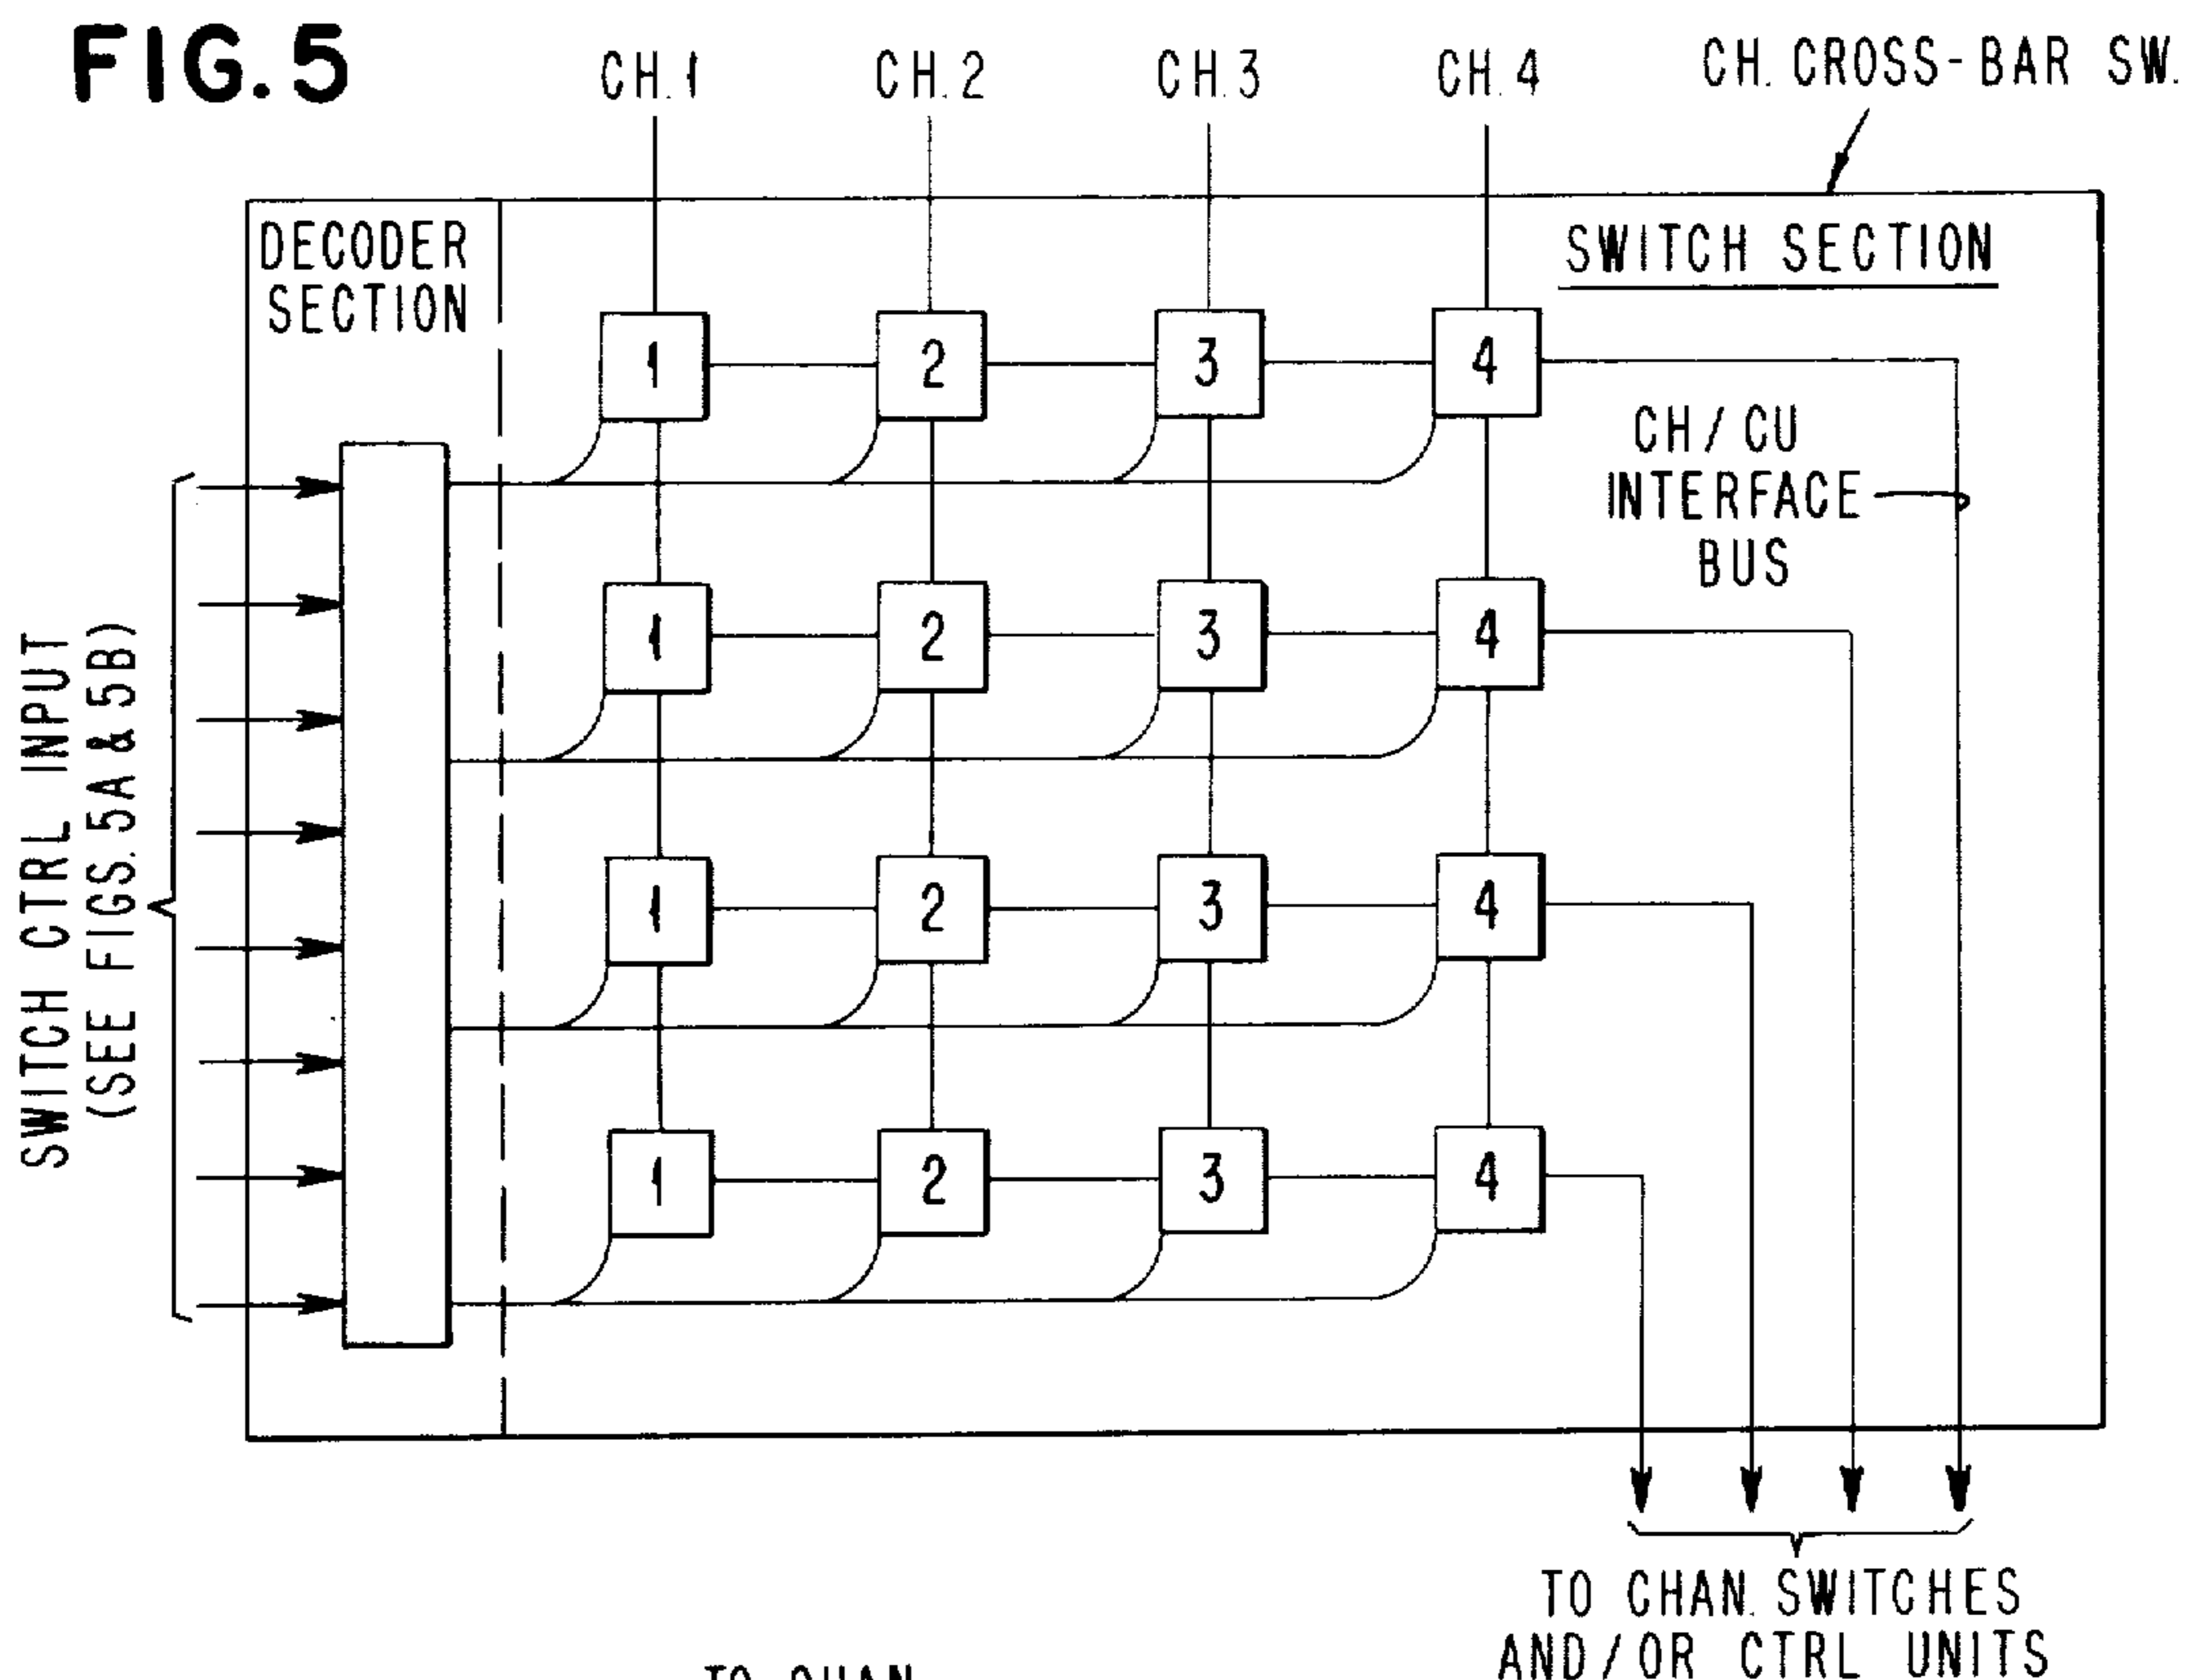 FIG. 5
CH. 1 CH. 2 CH. 3 CH. 4 CH. CROSS-BAR SW.
DECODER
SECTION
SWITCH SECTION
1 2 3 4
CH/CU
INTERFACE
BUS
1 2 3 4
SWITCH CTRL INPUT
(SEE FIGS. 5A & 5B)
1 2 3 4
1 2 3 4
TO CHAN. SWITCHES
AND/OR CTRL UNITS
TO CHAN